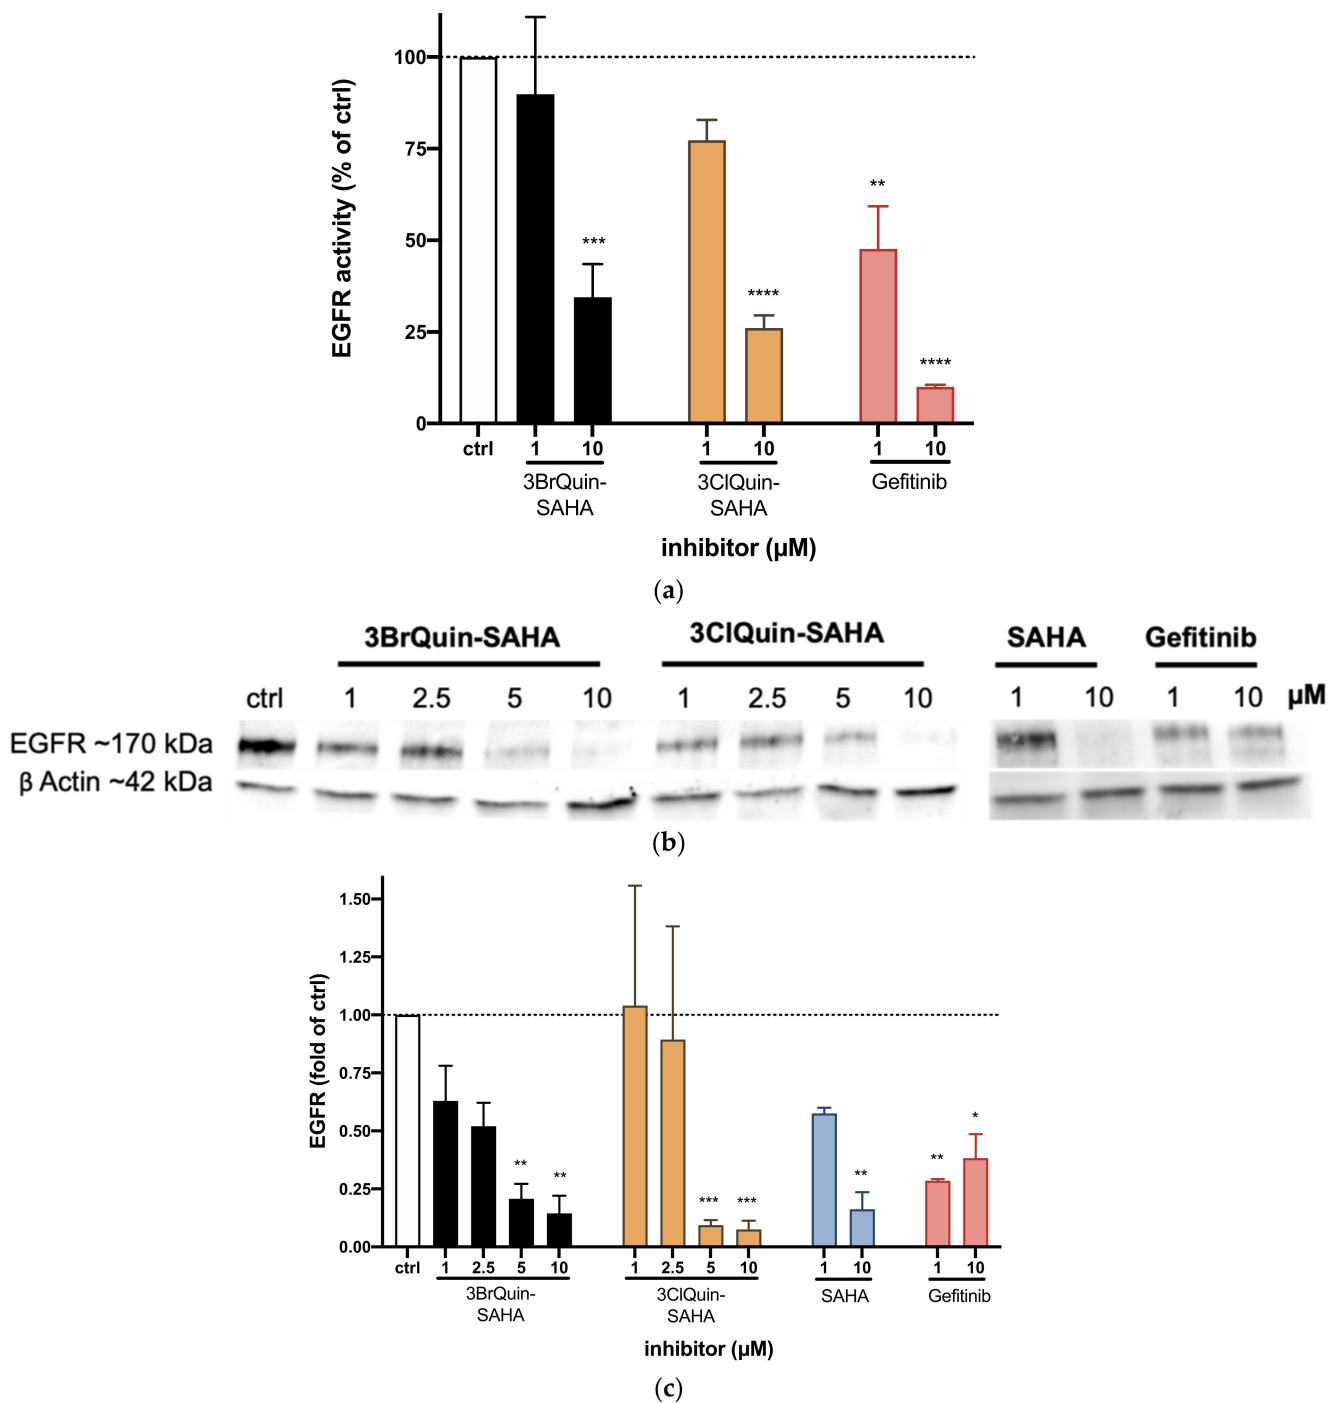 EGFR activity (% of ctrl)
100
75
50
25
0
**
***
****
****
ctrl 1 10 1 10 1 10
3BrQuin- 3ClQuin- Gefitinib
SAHA SAHA
inhibitor (µM)
(a)
3BrQuin-SAHA 3ClQuin-SAHA SAHA Gefitinib
ctrl 1 2.5 5 10 1 2.5 5 10 1 10 1 10 µM
EGFR ~170 kDa
β Actin ~42 kDa
(b)
EGFR (fold of ctrl)
1.50
1.25
1.00
0.75
0.50
0.25
0.00
*
** ** ** **
*** ***
ctrl 1 2.5 5 10 1 2.5 5 10 1 10 1 10
3BrQuin- 3ClQuin- SAHA Gefitinib
SAHA SAHA
inhibitor (µM)
(c)